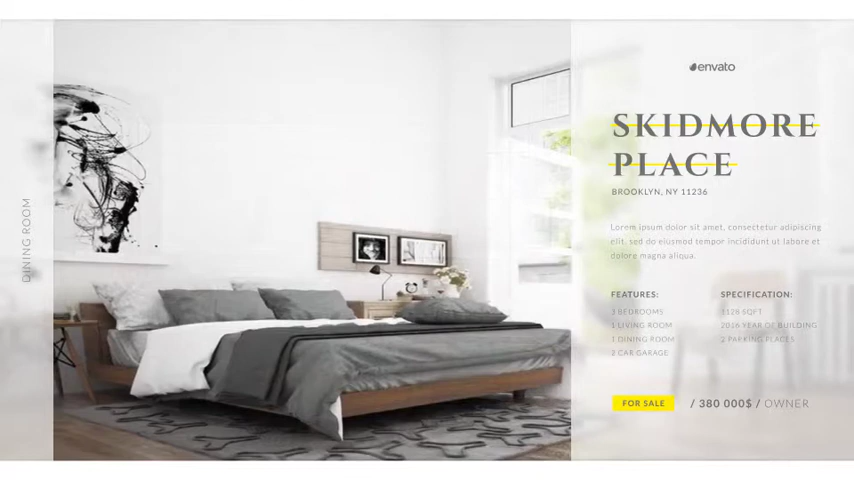 DINING ROOM
envato
SKIDMORE
PLACE
BROOKLYN, NY 11236
Lorem ipsum dolor sit amet, consectetur adipiscing
elit, sed do eiusmod tempor incididunt ut labore et
dolore magna aliqua.
FEATURES:
3 BEDROOMS
1 LIVING ROOM
1 DINING ROOM
2 CAR GARAGE
SPECIFICATION:
1126 SQFT
2016 YEAR OF BUILDING
2 PARKING PLACES
FOR SALE
/ 380 000$ / OWNER